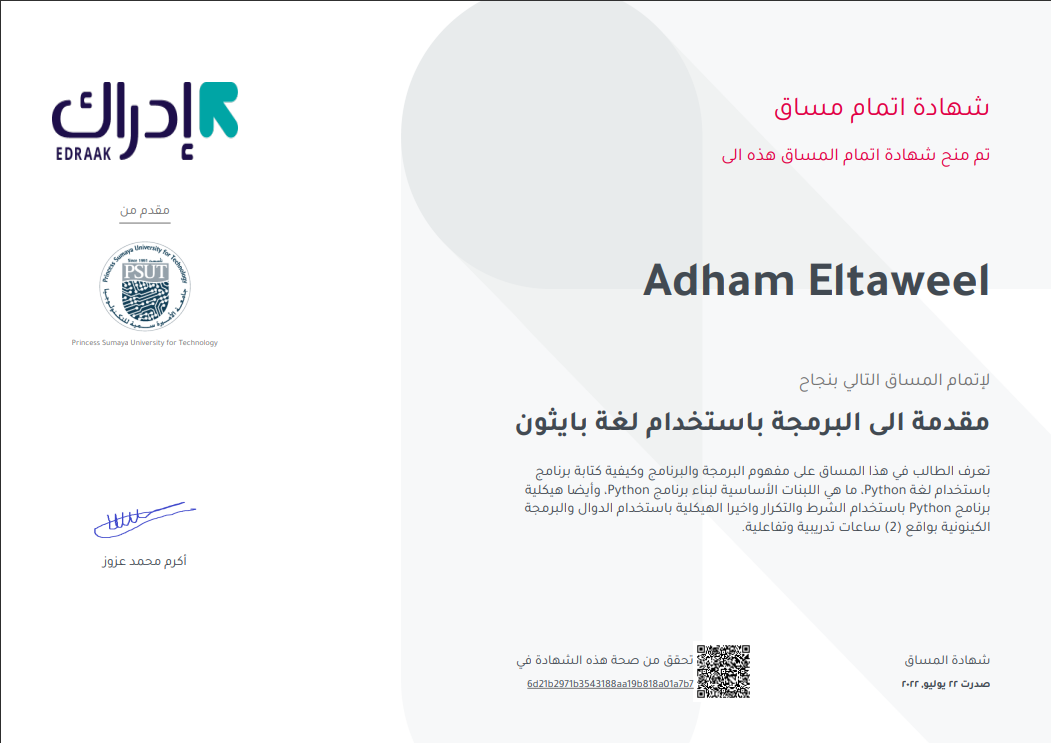 إدراك
EDRAAK
شهادة اتمام مساق
تم منح شهادة اتمام المساق هذه الى
مقدم من
Princess Sumaya University for Technology
تأسست 1991 Since
PSUT
جامعة الأميرة سمية للتكنولوجيا
Princess Sumaya University for Technology
Adham Eltaweel
لإتمام المساق التالي بنجاح
مقدمة الى البرمجة باستخدام لغة بايثون
تعرف الطالب في هذا المساق على مفهوم البرمجة والبرنامج وكيفية كتابة برنامج
باستخدام لغة Python، ما هي اللبنات الأساسية لبناء برنامج Python، وأيضا هيكلية
برنامج Python باستخدام الشرط والتكرار واخيرا الهيكلية باستخدام الدوال والبرمجة
الكينونية بواقع (2) ساعات تدريبية وتفاعلية.
أكرم محمد عزوز
شهادة المساق
صدرت ٢٢ يوليو, ٢٠٢٢
تحقق من صحة هذه الشهادة في
6d21b2971b3543188aa19b818a01a7b7